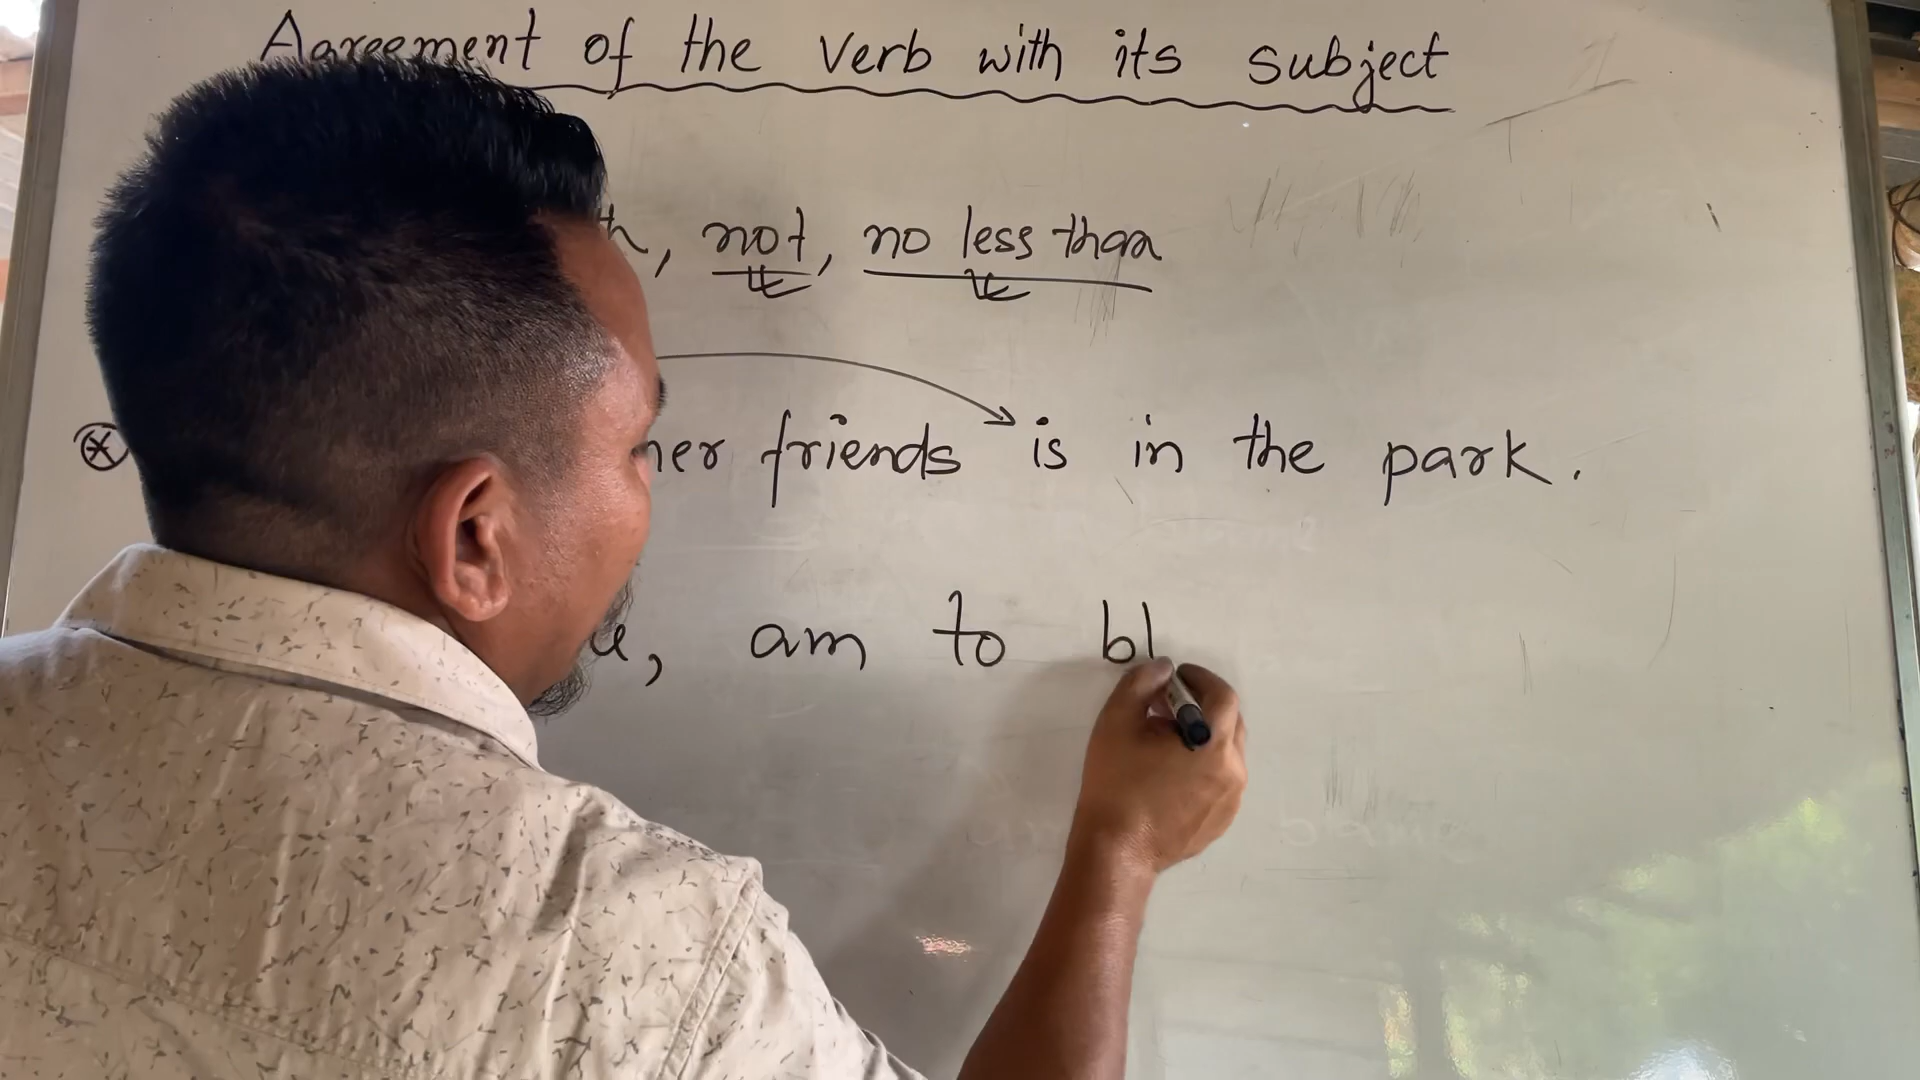 Agreement of the verb with its subject
not, no less than
friends is in the park.
am to bl